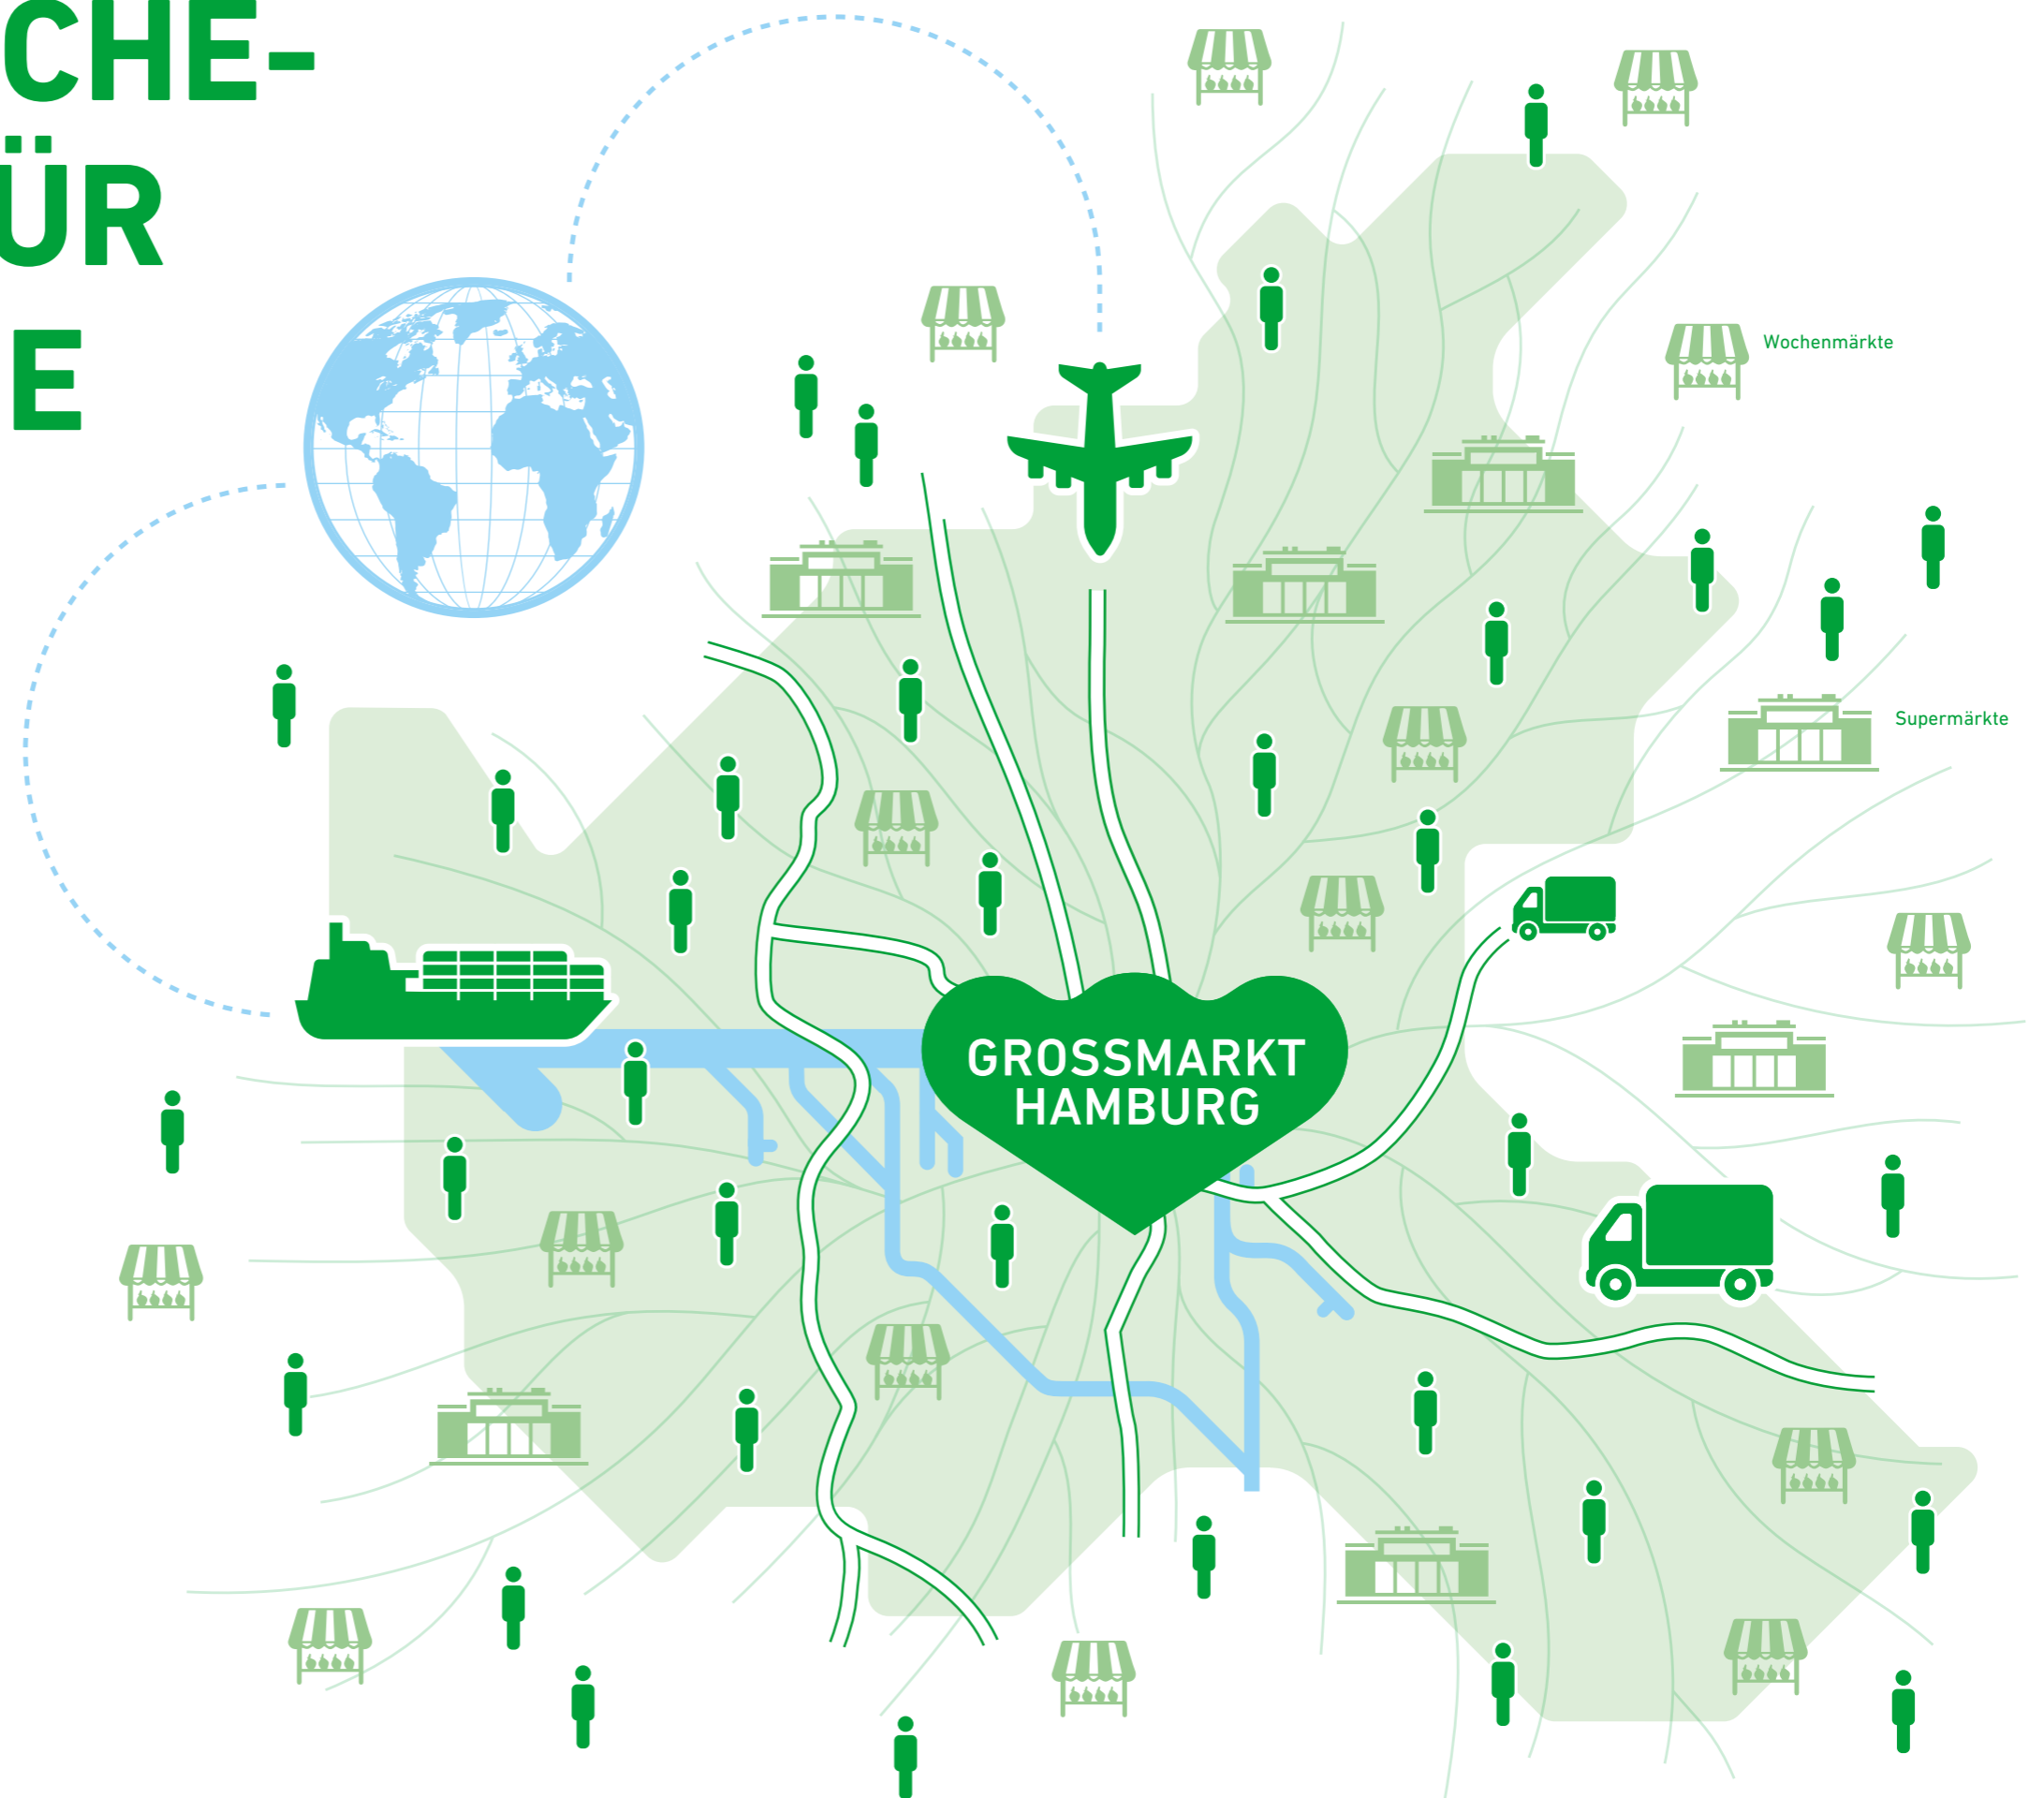 CHE-
ÜR
E
Wochenmärkte
Supermärkte
GROSSMARKT
HAMBURG